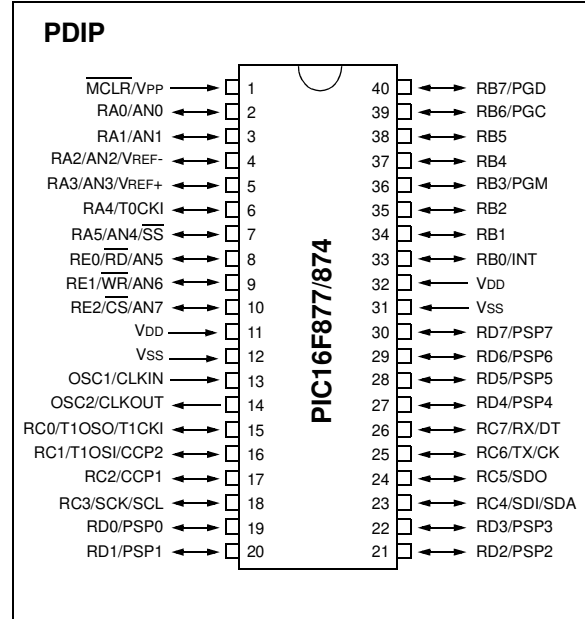 PDIP
MCLR/VPP 1 40 RB7/PGD
RA0/AN0 2 39 RB6/PGC
RA1/AN1 3 38 RB5
RA2/AN2/VREF- 4 37 RB4
RA3/AN3/VREF+ 5 36 RB3/PGM
RA4/T0CKI 6 35 RB2
RA5/AN4/SS 7 34 RB1
RE0/RD/AN5 8 33 RB0/INT
RE1/WR/AN6 9 32 VDD
RE2/CS/AN7 10 31 VSS
VDD 11 30 RD7/PSP7
VSS 12 29 RD6/PSP6
OSC1/CLKIN 13 28 RD5/PSP5
OSC2/CLKOUT 14 27 RD4/PSP4
RC0/T1OSO/T1CKI 15 26 RC7/RX/DT
RC1/T1OSI/CCP2 16 25 RC6/TX/CK
RC2/CCP1 17 24 RC5/SDO
RC3/SCK/SCL 18 23 RC4/SDI/SDA
RD0/PSP0 19 22 RD3/PSP3
RD1/PSP1 20 21 RD2/PSP2
PIC16F877/874